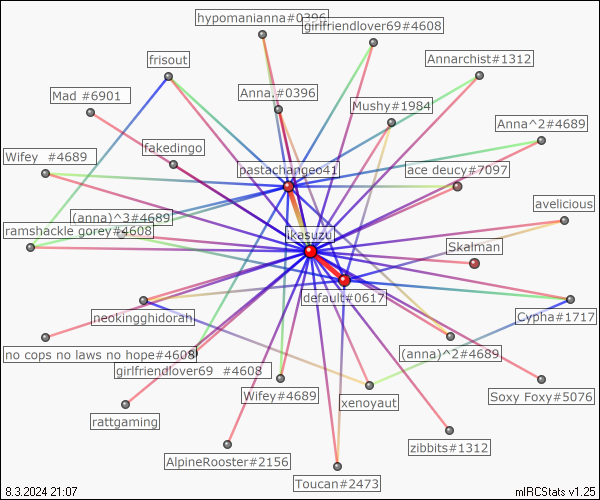 hypomanianna#0396
girlfriendlover69#4608
frisout
Annarchist#1312
Mad #6901
Anna.#0396
Mushy#1984
Anna^2#4689
Wifey #4689
fakedingo
pastachangeo41
ace deucy#7097
avelicious
(anna)^3#4689
ramshackle gorey#4608
ikasuzu
Skalman
default#0617
neokingghidorah
Cypha#1717
no cops no laws no hope#4608
(anna)^2#4689
girlfriendlover69 #4608
Wifey#4689
xenoyaut
Soxy Foxy#5076
rattgaming
zibbits#1312
AlpineRooster#2156
Toucan#2473
8.3.2024 21:07
mIRCStats v1.25